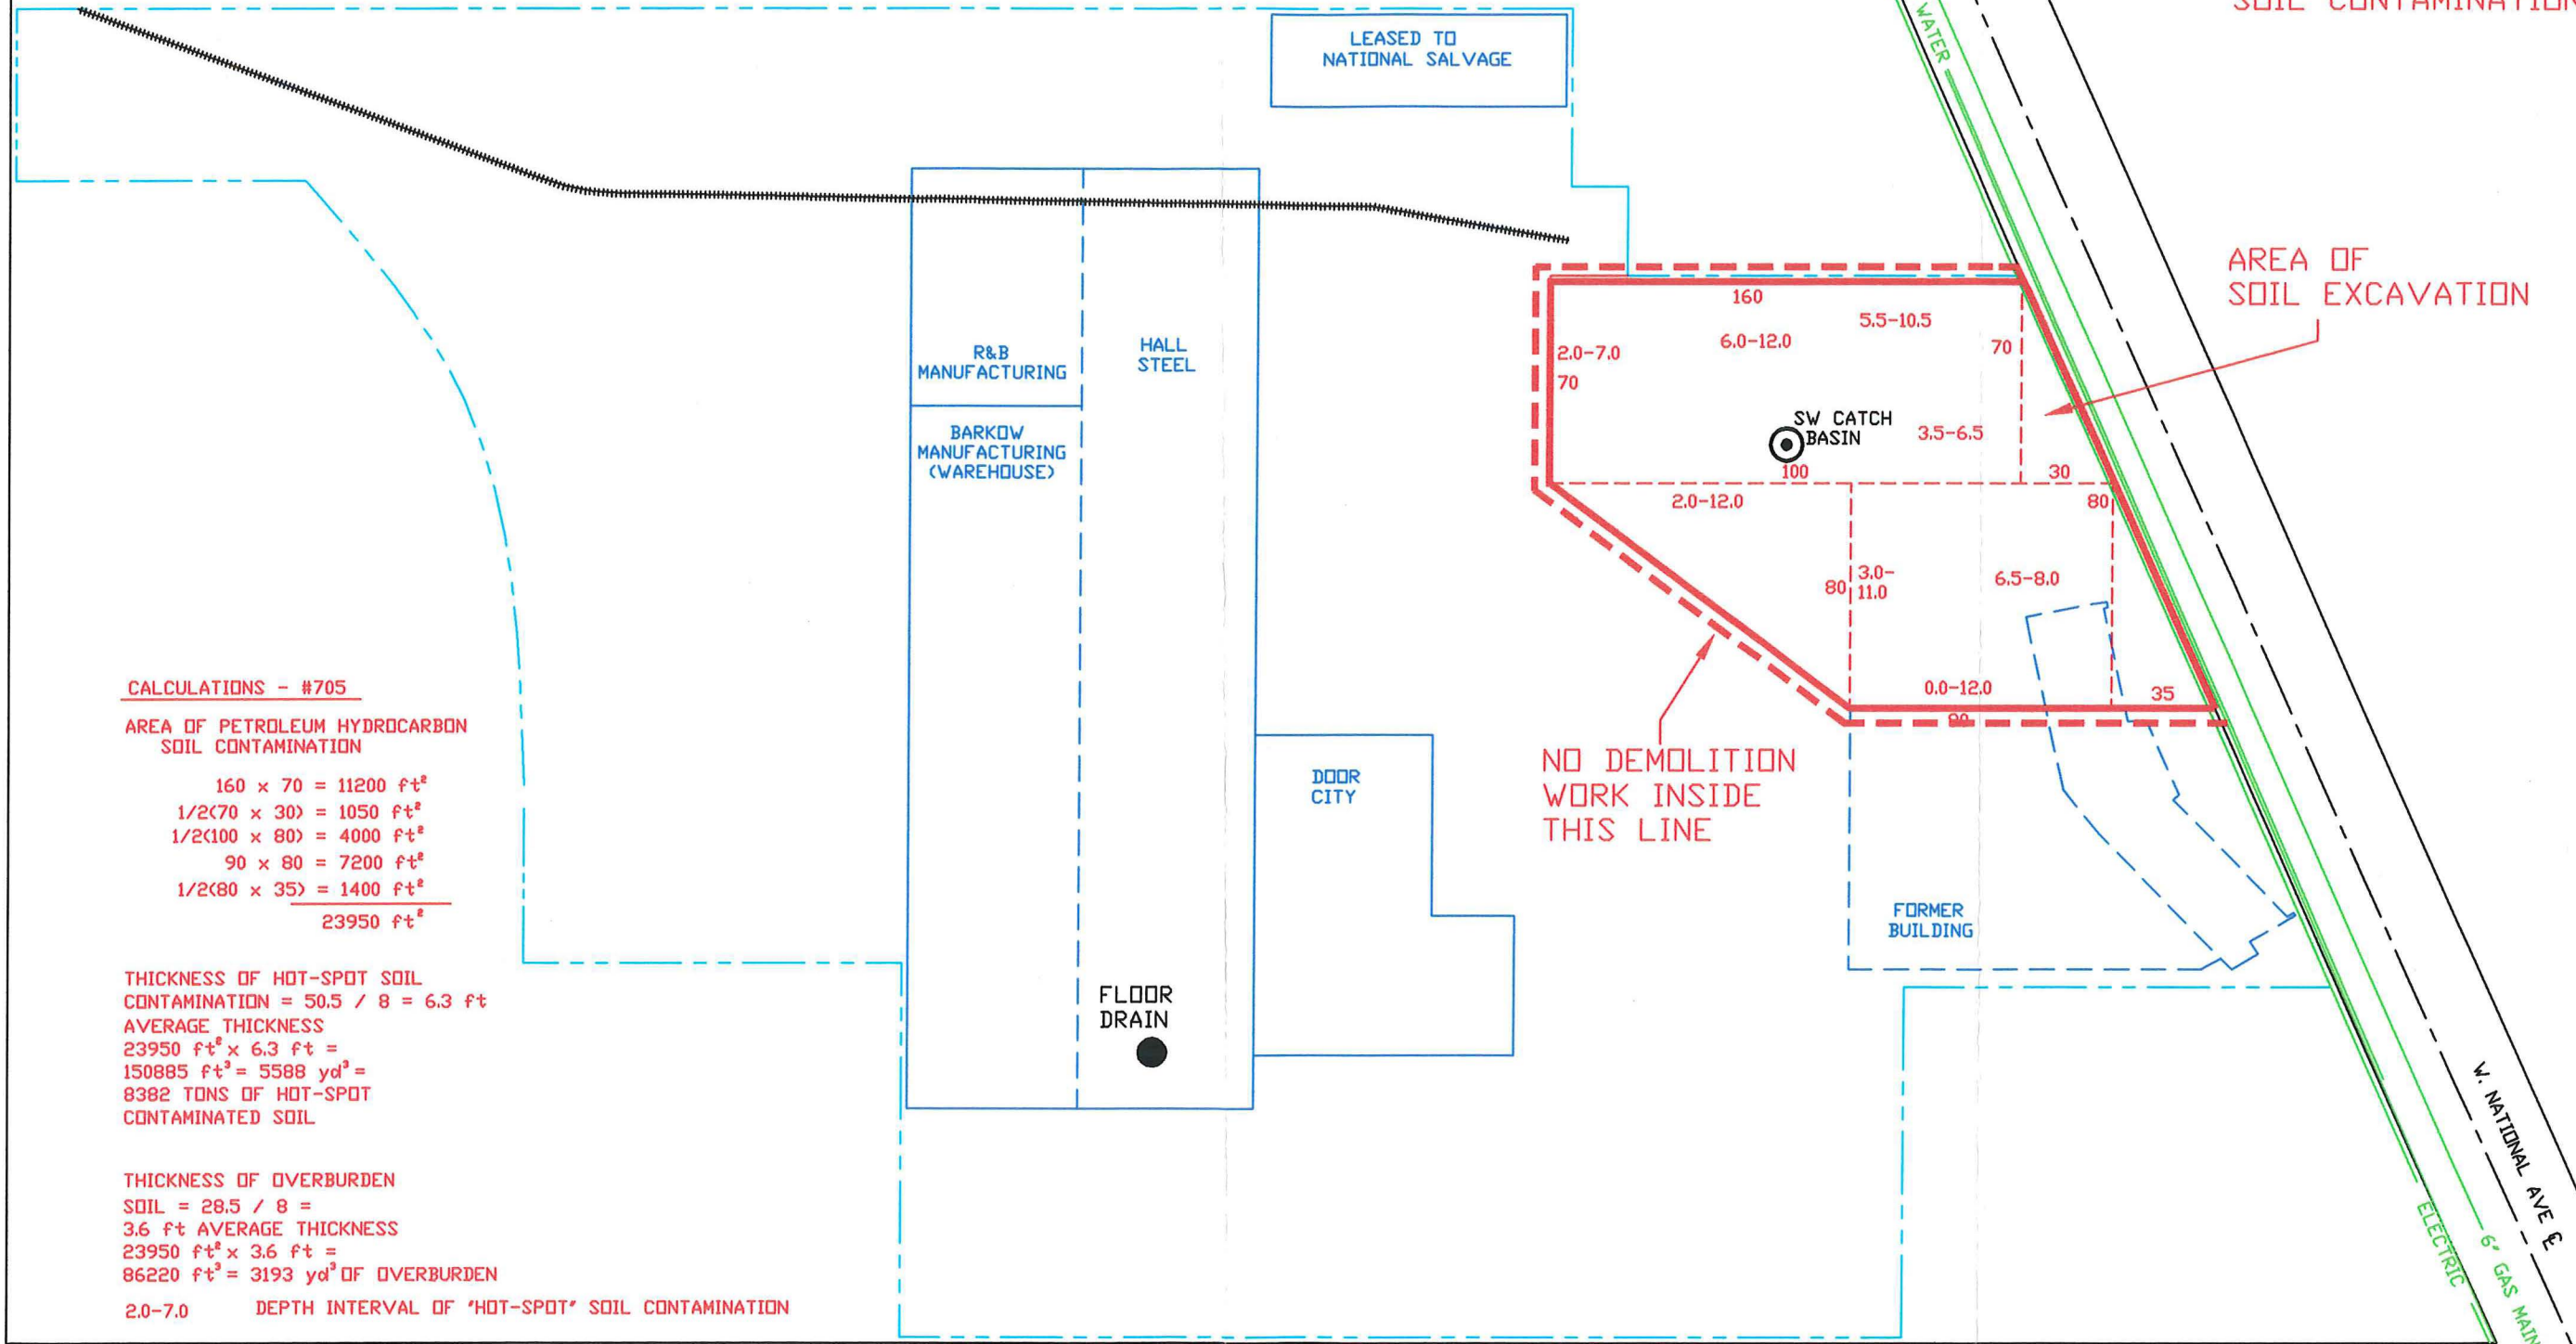 SOIL CONTAMINATION
LEASED TO
NATIONAL SALVAGE
WATER
AREA OF
SOIL EXCAVATION
160
5.5-10.5
6.0-12.0
2.0-7.0
70
70
R&B
MANUFACTURING
HALL
STEEL
BARKOW
MANUFACTURING
(WAREHOUSE)
SW CATCH
BASIN
3.5-6.5
100
30
2.0-12.0
80
80
3.0-
11.0
6.5-8.0
0.0-12.0
35
90
NO DEMOLITION
WORK INSIDE
THIS LINE
DOOR
CITY
FORMER
BUILDING
FLOOR
DRAIN
CALCULATIONS - #705
AREA OF PETROLEUM HYDROCARBON
SOIL CONTAMINATION
160 x 70 = 11200 ft²
1/2(70 x 30) = 1050 ft²
1/2(100 x 80) = 4000 ft²
90 x 80 = 7200 ft²
1/2(80 x 35) = 1400 ft²
23950 ft²
THICKNESS OF HOT-SPOT SOIL
CONTAMINATION = 50.5 / 8 = 6.3 ft
AVERAGE THICKNESS
23950 ft² x 6.3 ft =
150885 ft³ = 5588 yd³ =
8382 TONS OF HOT-SPOT
CONTAMINATED SOIL
THICKNESS OF OVERBURDEN
SOIL = 28.5 / 8 =
3.6 ft AVERAGE THICKNESS
23950 ft² x 3.6 ft =
86220 ft³ = 3193 yd³ OF OVERBURDEN
2.0-7.0 DEPTH INTERVAL OF "HOT-SPOT" SOIL CONTAMINATION
W. NATIONAL AVE ℄
ELECTRIC
6" GAS MAIN